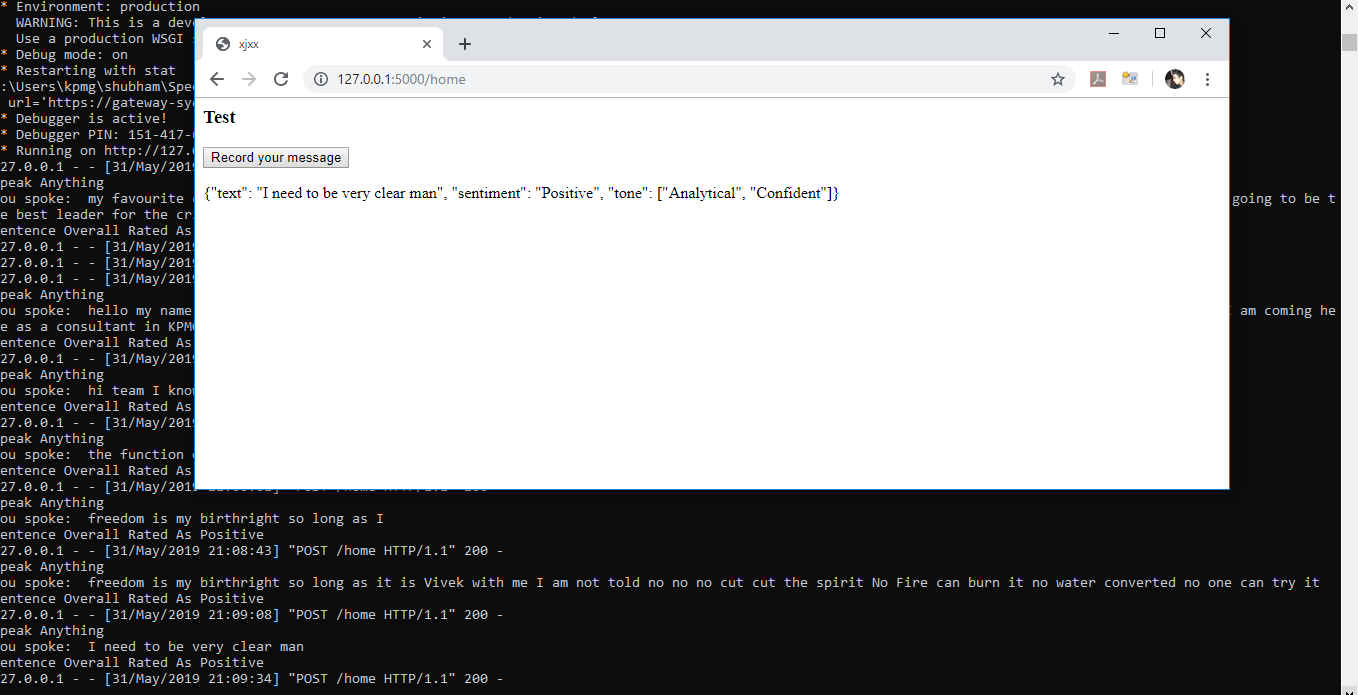 * Environment: production
WARNING: This is a
Use a production WSGI
* Debug mode: on
* Restarting with stat
:\Users\kpmg\shubham\Spee
url='https://gateway-sy
* Debugger is active!
* Debugger PIN: 151-417-
* Running on http://127.
27.0.0.1 - - [31/May/2019
peak Anything
ou spoke: my favourite
going to be t
e best leader for the cr
entence Overall Rated As
27.0.0.1 - - [31/May/2019
27.0.0.1 - - [31/May/2019
27.0.0.1 - - [31/May/2019
peak Anything
ou spoke: hello my name
am coming he
e as a consultant in KPMG
entence Overall Rated As
27.0.0.1 - - [31/May/2019
peak Anything
ou spoke: hi team I know
entence Overall Rated As
27.0.0.1 - - [31/May/2019
peak Anything
ou spoke: the function
entence Overall Rated As
27.0.0.1 - - [31/May/2019
peak Anything
ou spoke: freedom is my birthright so long as I
entence Overall Rated As Positive
27.0.0.1 - - [31/May/2019 21:08:43] "POST /home HTTP/1.1" 200 -
peak Anything
ou spoke: freedom is my birthright so long as it is Vivek with me I am not told no no no cut cut the spirit No Fire can burn it no water converted no one can try it
entence Overall Rated As Positive
27.0.0.1 - - [31/May/2019 21:09:08] "POST /home HTTP/1.1" 200 -
peak Anything
ou spoke: I need to be very clear man
entence Overall Rated As Positive
27.0.0.1 - - [31/May/2019 21:09:34] "POST /home HTTP/1.1" 200 -
xjxx
127.0.0.1:5000/home
Test
Record your message
{"text": "I need to be very clear man", "sentiment": "Positive", "tone": ["Analytical", "Confident"]}